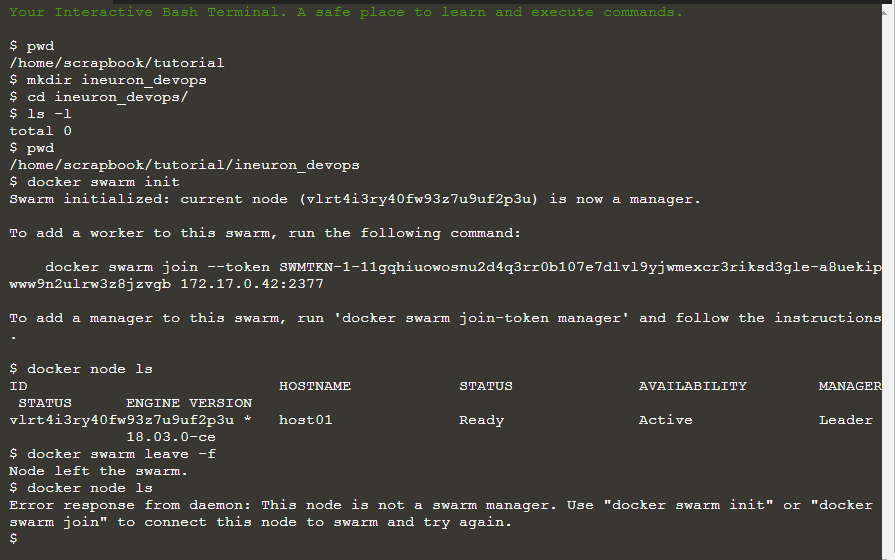 Your Interactive Bash Terminal. A safe place to learn and execute commands.
$ pwd
/home/scrapbook/tutorial
$ mkdir ineuron_devops
$ cd ineuron_devops/
$ ls -l
total 0
$ pwd
/home/scrapbook/tutorial/ineuron_devops
$ docker swarm init
Swarm initialized: current node (vlrt4i3ry40fw93z7u9uf2p3u) is now a manager.
To add a worker to this swarm, run the following command:
docker swarm join --token SWMTKN-1-11gqhiuowosnu2d4q3rr0b107e7dlvl9yjwmexcr3riksd3gle-a8uekip
www9n2ulrw3z8jzvgb 172.17.0.42:2377
To add a manager to this swarm, run 'docker swarm join-token manager' and follow the instructions
.
$ docker node ls
ID HOSTNAME STATUS AVAILABILITY MANAGER
STATUS ENGINE VERSION
vlrt4i3ry40fw93z7u9uf2p3u * host01 Ready Active Leader
18.03.0-ce
$ docker swarm leave -f
Node left the swarm.
$ docker node ls
Error response from daemon: This node is not a swarm manager. Use "docker swarm init" or "docker
swarm join" to connect this node to swarm and try again.
$